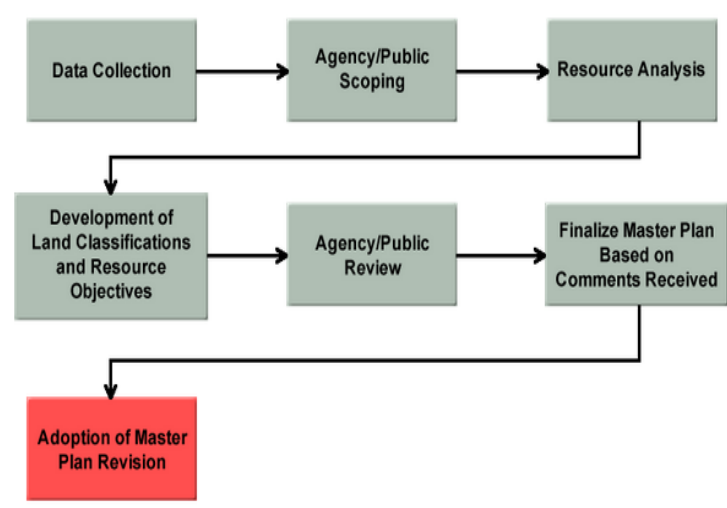 Data Collection
Agency/Public
Scoping
Resource Analysis
Development of
Land Classifications
and Resource
Objectives
Agency/Public
Review
Finalize Master Plan
Based on
Comments Received
Adoption of Master
Plan Revision